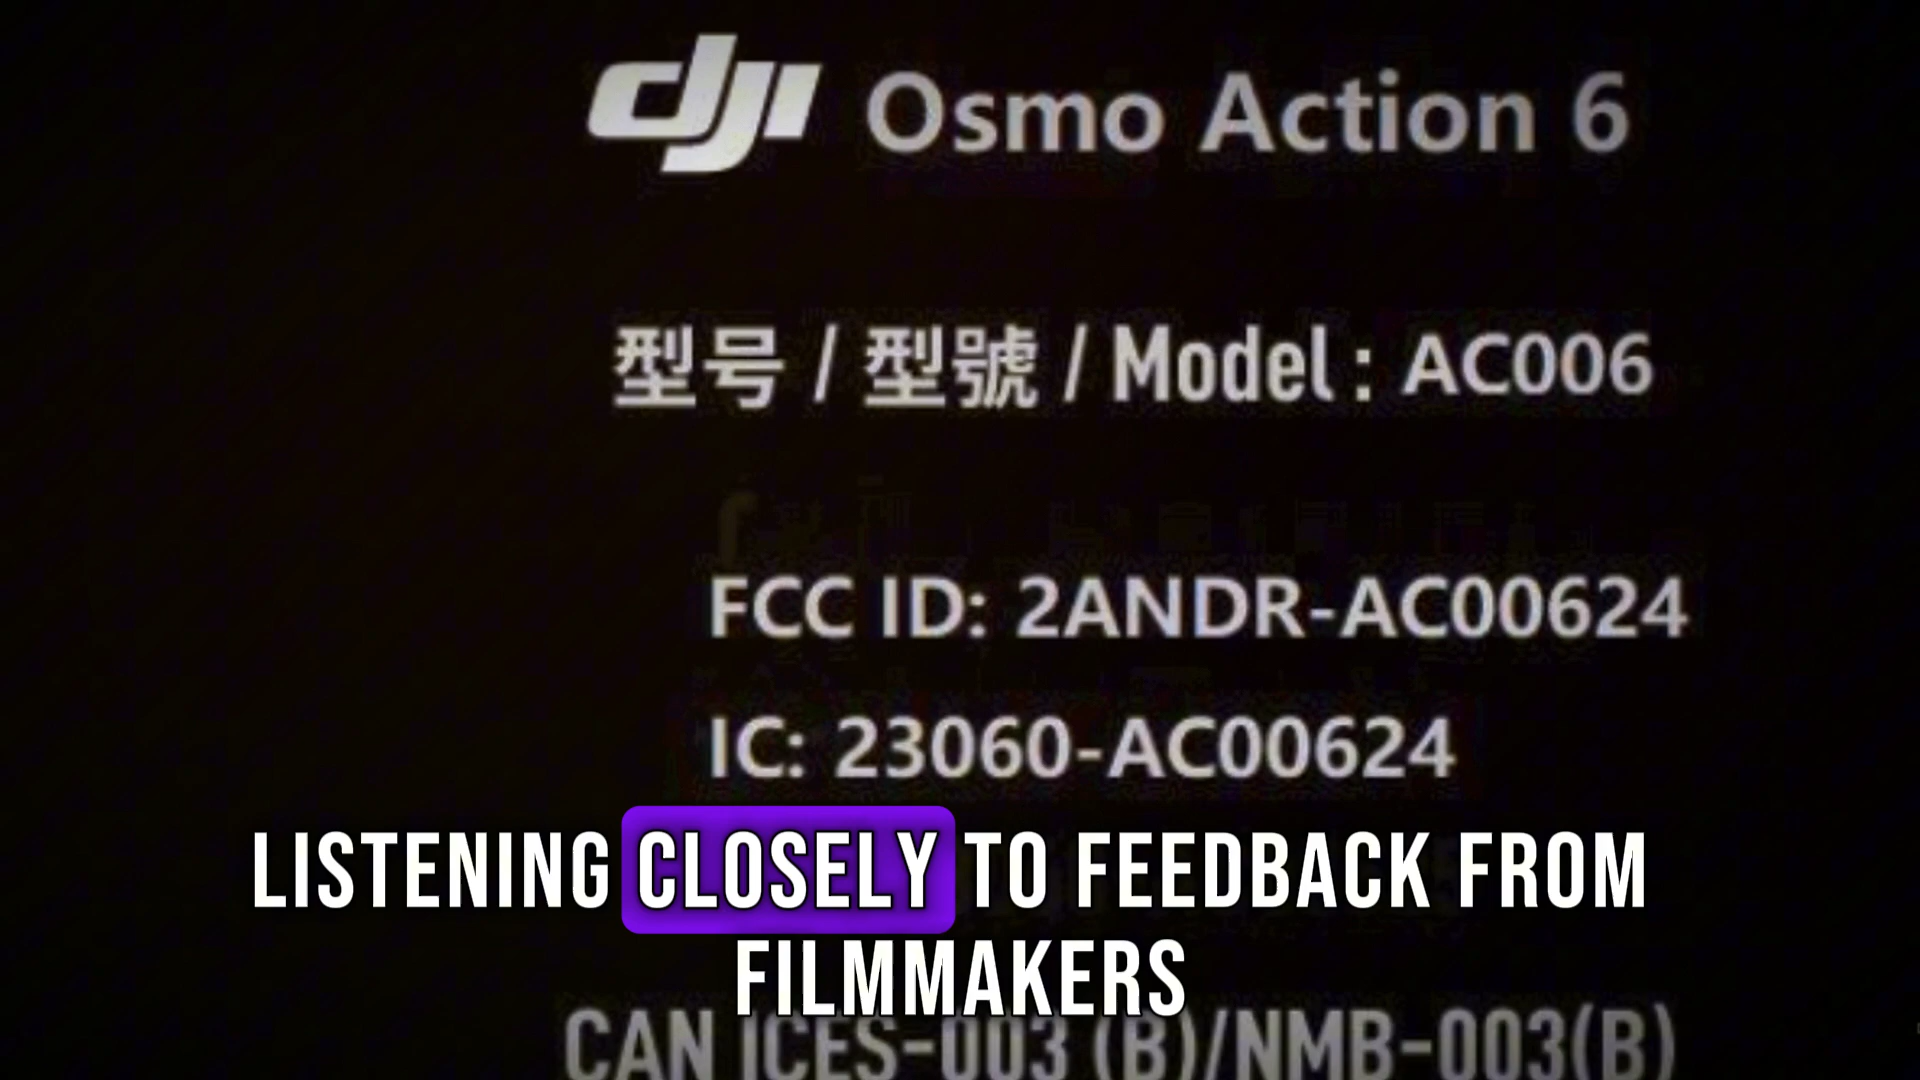 dji Osmo Action 6
型号 / 型號 / Model : AC006
FCC ID: 2ANDR-AC00624
IC: 23060-AC00624
LISTENING CLOSELY TO FEEDBACK FROM
FILMMAKERS
CAN ICES-003 (B)/NMB-003(B)